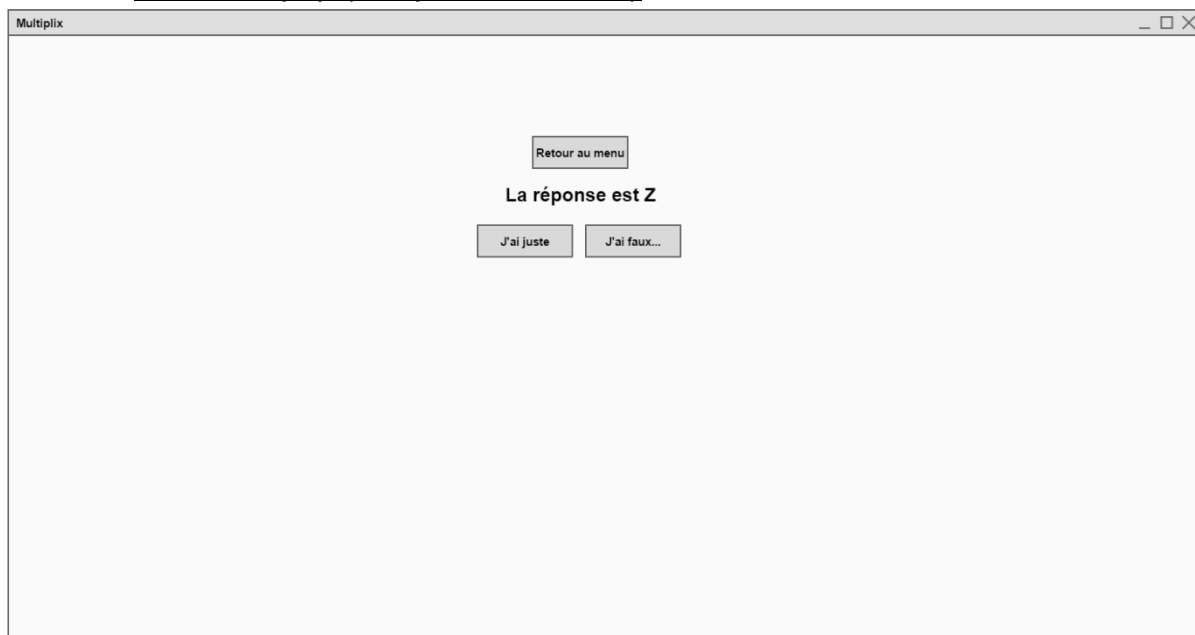 Multiplix
Retour au menu
La réponse est Z
J'ai juste
J'ai faux...